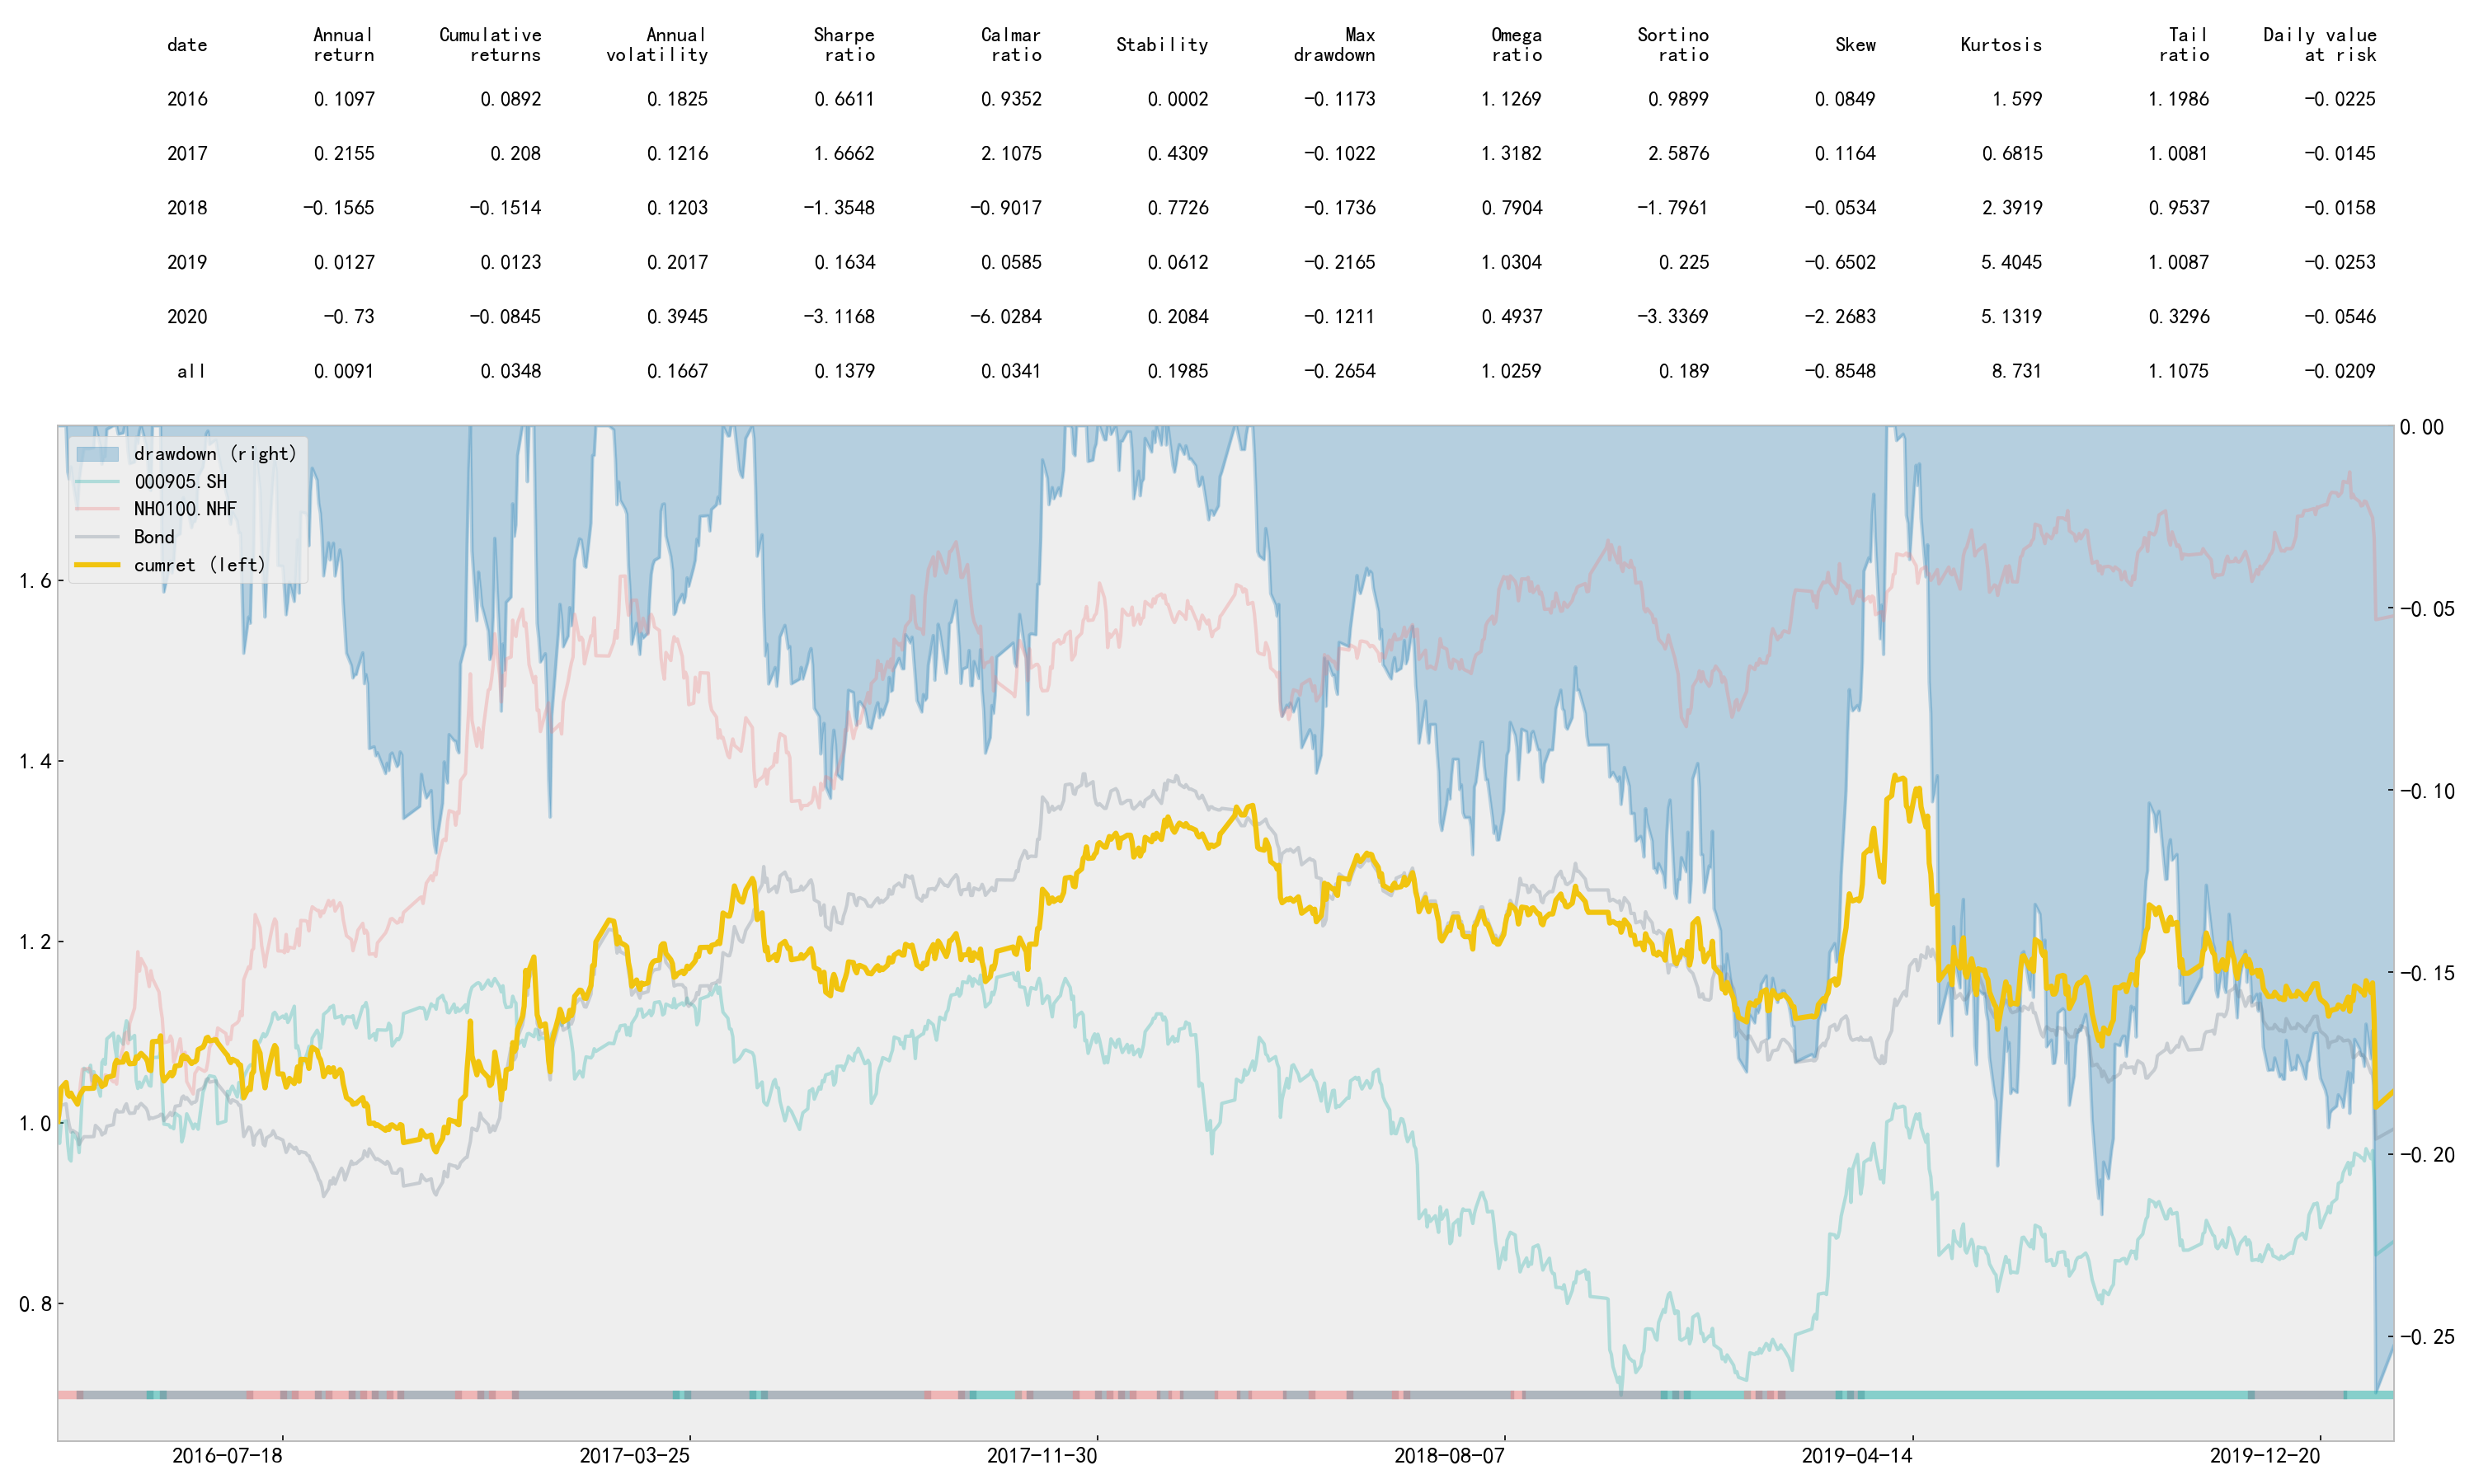 date Annual return Cumulative returns Annual volatility Sharpe ratio Calmar ratio Stability Max drawdown Omega ratio Sortino ratio Skew Kurtosis Tail ratio Daily value at risk
2016 0.1097 0.0892 0.1825 0.6611 0.9352 0.0002 -0.1173 1.1269 0.9899 0.0849 1.599 1.1986 -0.0225
2017 0.2155 0.208 0.1216 1.6662 2.1075 0.4309 -0.1022 1.3182 2.5876 0.1164 0.6815 1.0081 -0.0145
2018 -0.1565 -0.1514 0.1203 -1.3548 -0.9017 0.7726 -0.1736 0.7904 -1.7961 -0.0534 2.3919 0.9537 -0.0158
2019 0.0127 0.0123 0.2017 0.1634 0.0585 0.0612 -0.2165 1.0304 0.225 -0.6502 5.4045 1.0087 -0.0253
2020 -0.73 -0.0845 0.3945 -3.1168 -6.0284 0.2084 -0.1211 0.4937 -3.3369 -2.2683 5.1319 0.3296 -0.0546
all 0.0091 0.0348 0.1667 0.1379 0.0341 0.1985 -0.2654 1.0259 0.189 -0.8548 8.731 1.1075 -0.0209
drawdown (right)
000905.SH
NH0100.NHF
Bond
cumret (left)
1.6
1.4
1.2
1.0
0.8
0.00
-0.05
-0.10
-0.15
-0.20
-0.25
2016-07-18 2017-03-25 2017-11-30 2018-08-07 2019-04-14 2019-12-20